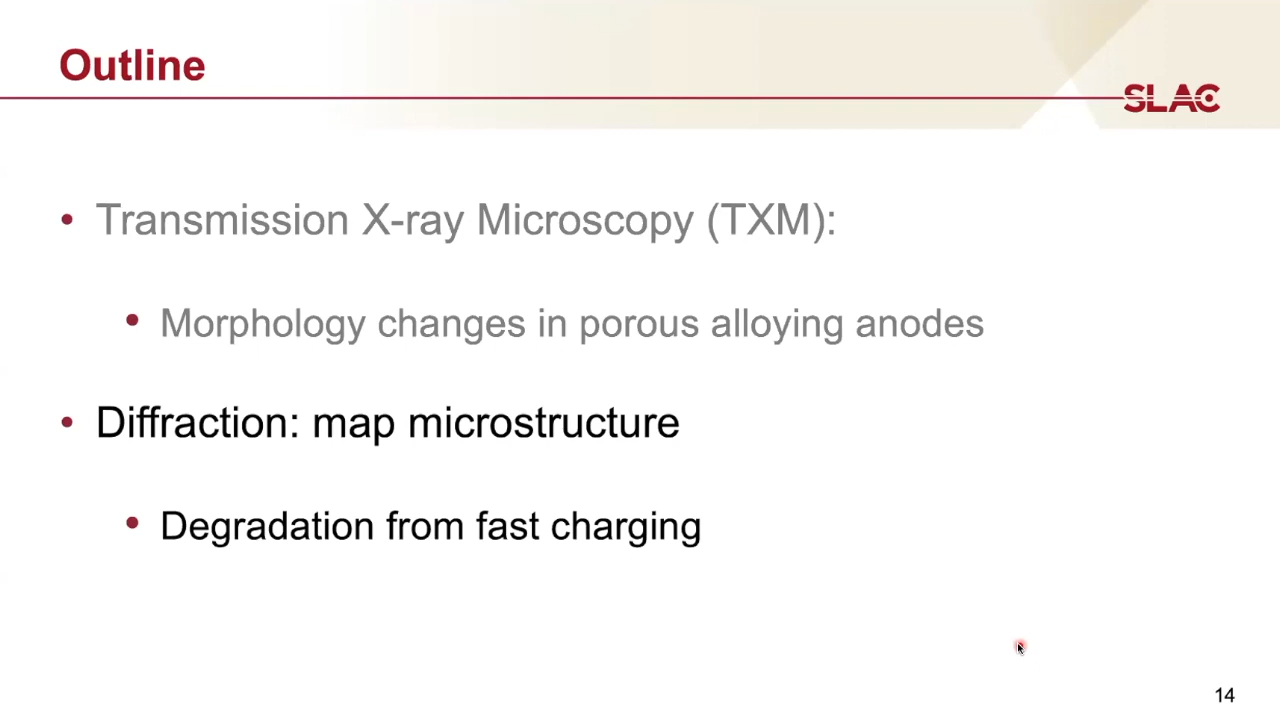 Outline
SLAC
• Transmission X-ray Microscopy (TXM):
• Morphology changes in porous alloying anodes
• Diffraction: map microstructure
• Degradation from fast charging
14